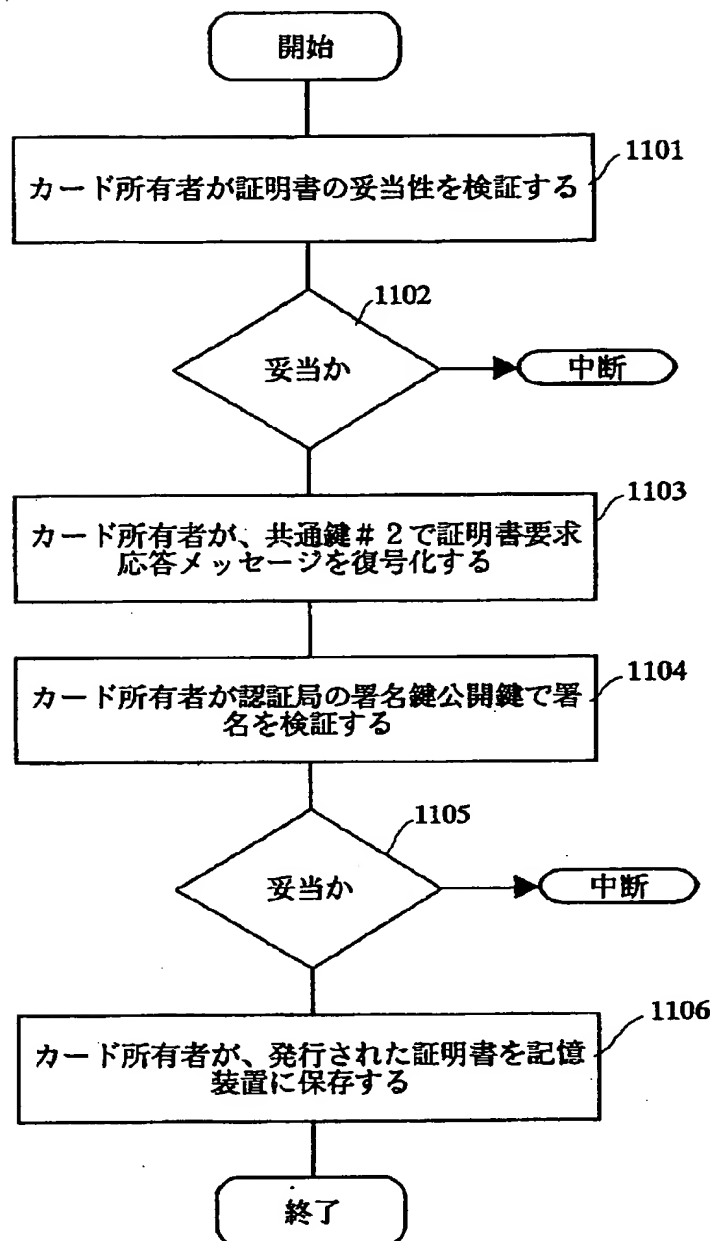 開始
1101
カード所有者が証明書の妥当性を検証する
1102
妥当か
中断
1103
カード所有者が、共通鍵＃２で証明書要求
応答メッセージを復号化する
1104
カード所有者が認証局の署名鍵公開鍵で署
名を検証する
1105
妥当か
中断
1106
カード所有者が、発行された証明書を記憶
装置に保存する
終了